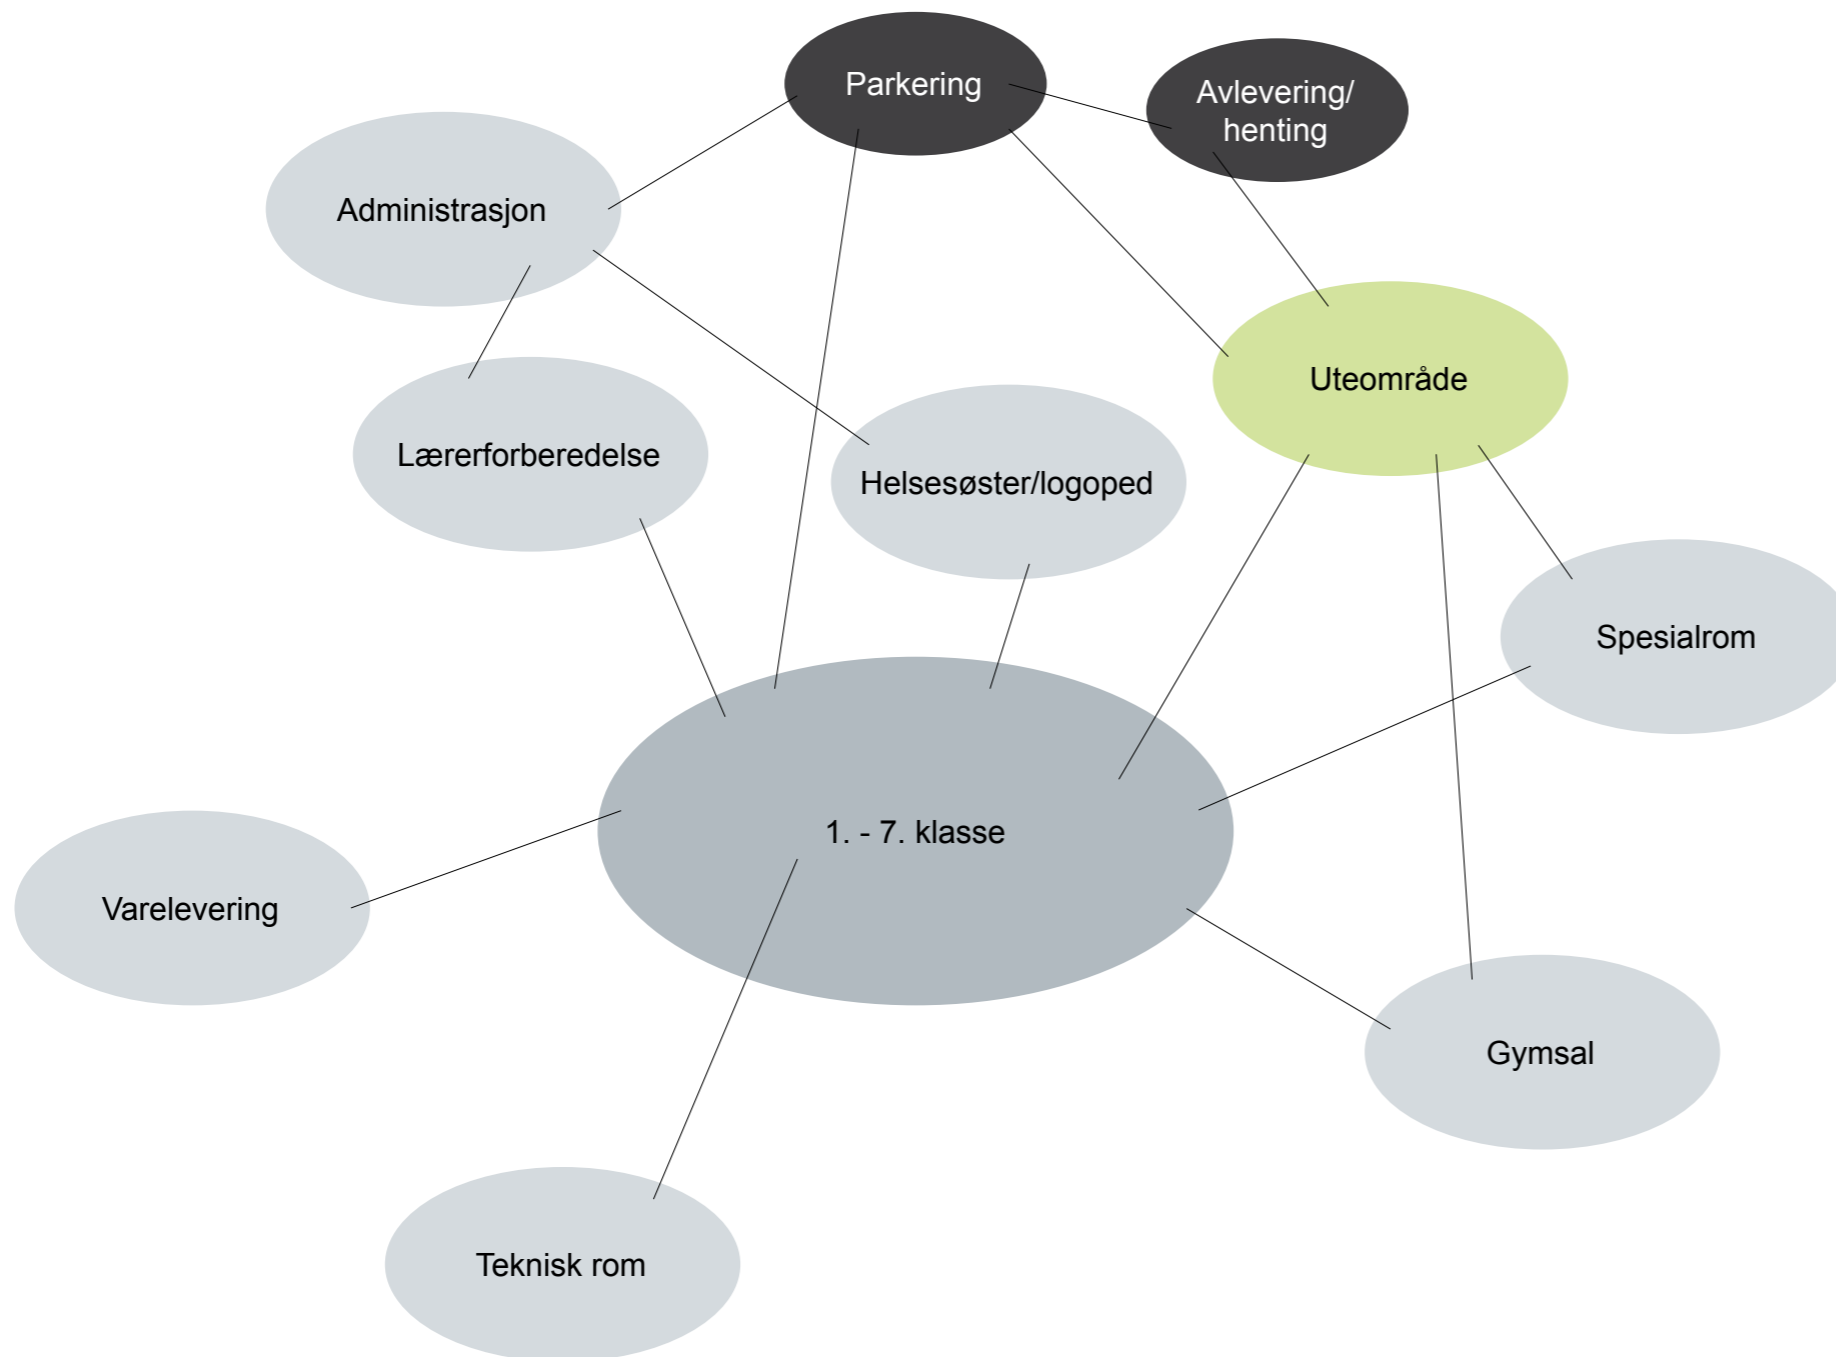 Parkering
Avlevering/
henting
Administrasjon
Uteområde
Lærerforberedelse
Helsesøster/logoped
Spesialrom
1. - 7. klasse
Varelevering
Gymsal
Teknisk rom